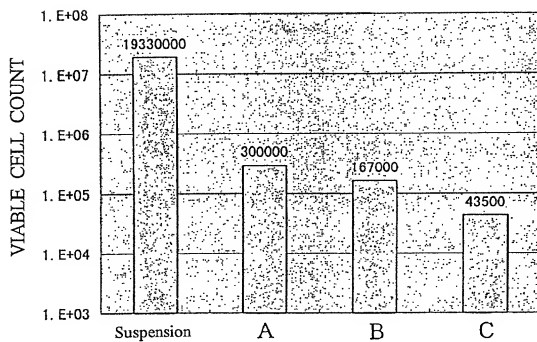 VIABLE CELL COUNT
1. E+08
1. E+07
1. E+06
1. E+05
1. E+04
1. E+03
19330000
300000
167000
43500
Suspension A B C